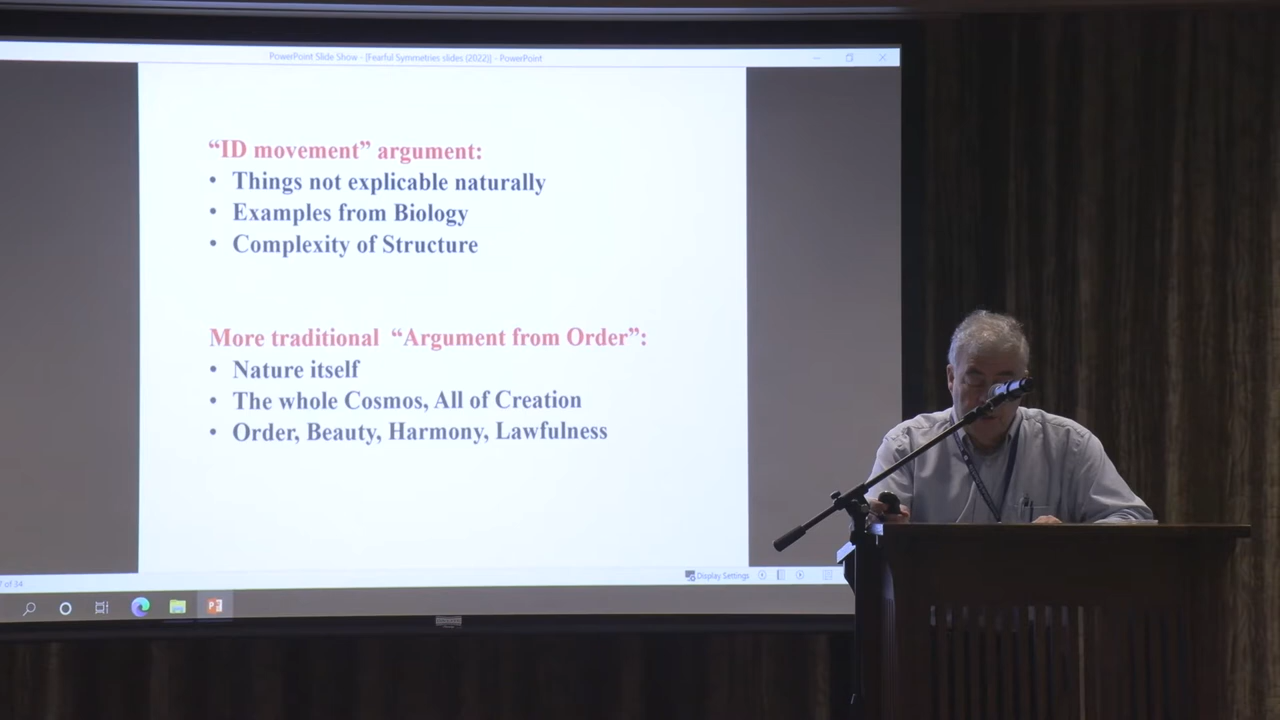 PowerPoint Slide Show - [Fearful Symmetries slides (2022)] - PowerPoint
“ID movement” argument:
• Things not explicable naturally
• Examples from Biology
• Complexity of Structure
More traditional “Argument from Order”:
• Nature itself
• The whole Cosmos, All of Creation
• Order, Beauty, Harmony, Lawfulness
of 34
Display Settings